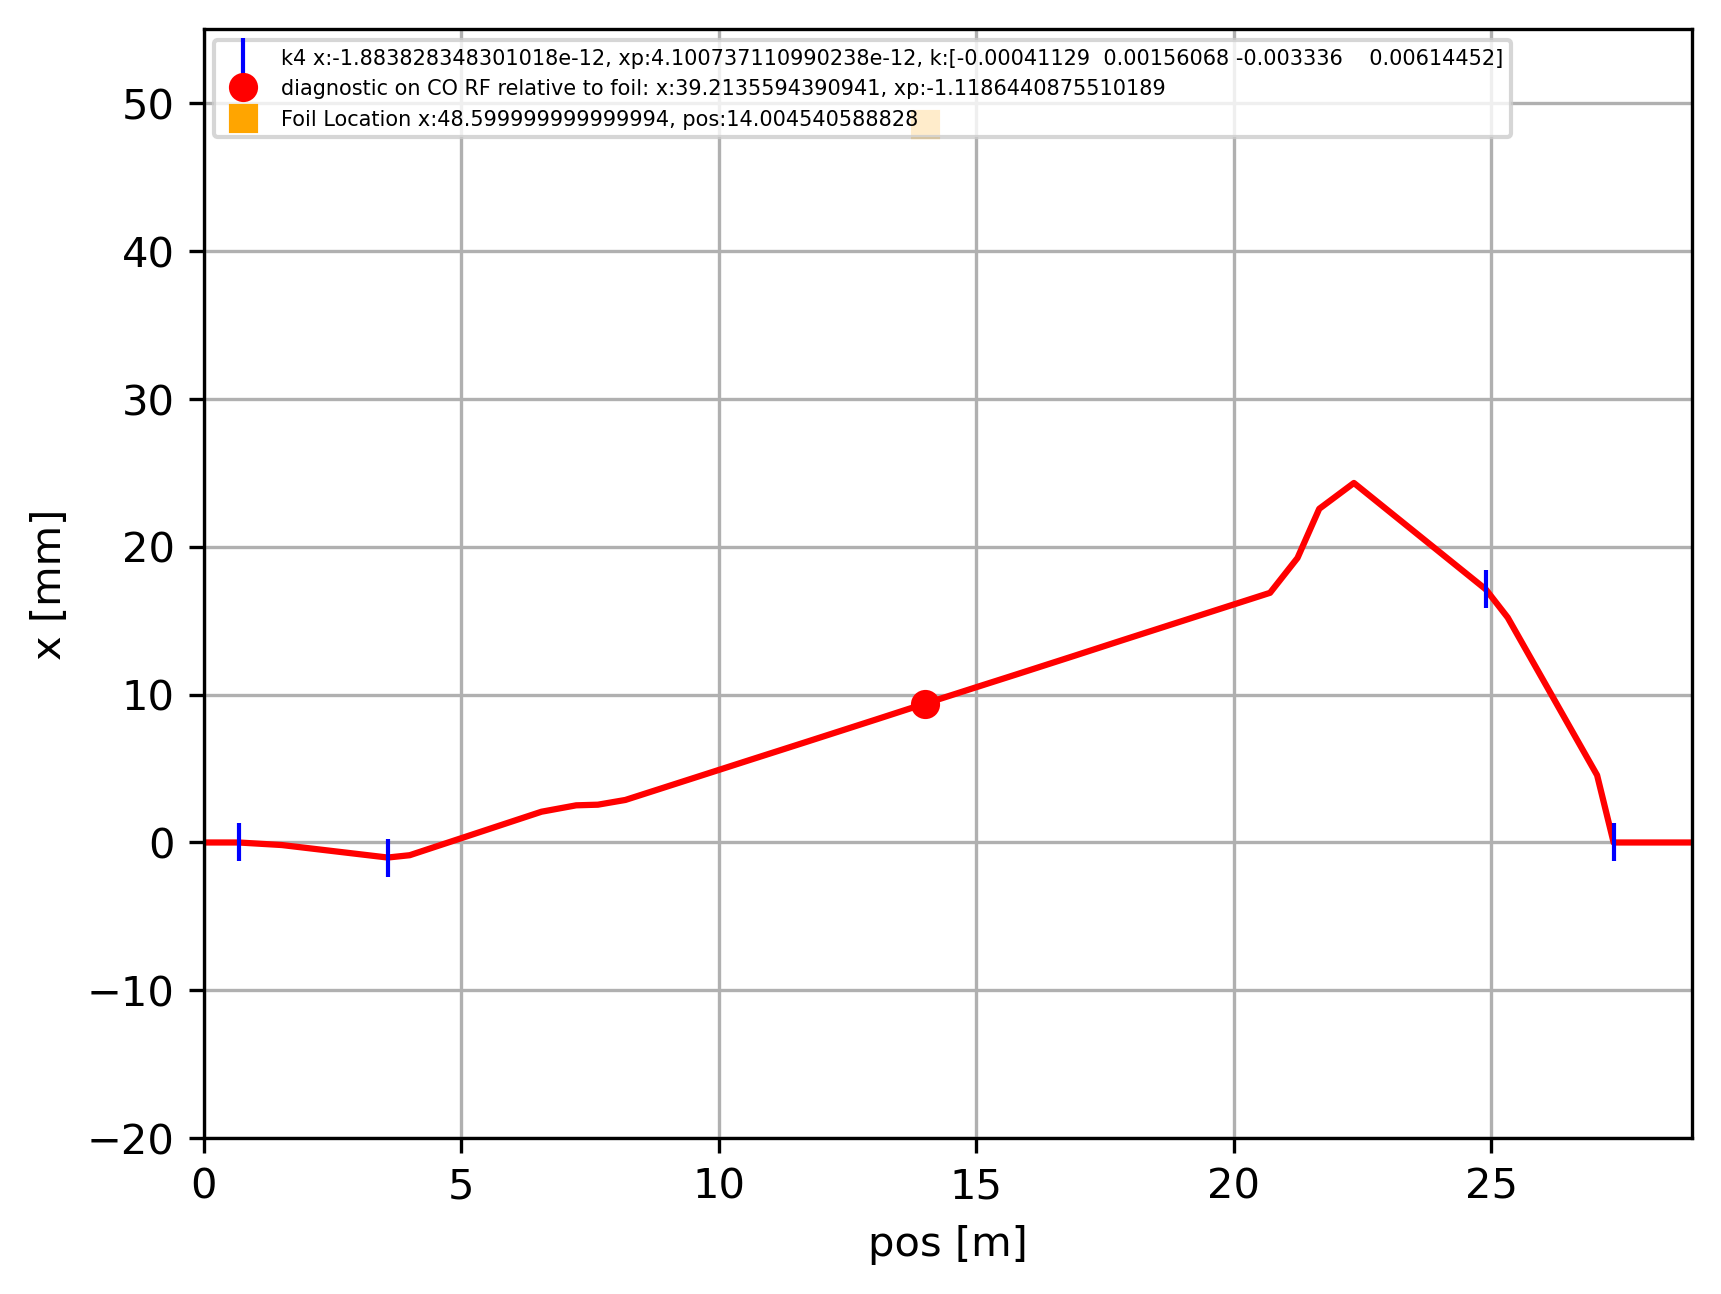 k4 x:-1.883828348301018e-12, xp:4.100737110990238e-12, k:[-0.00041129  0.00156068 -0.003336    0.00614452]
diagnostic on CO RF relative to foil: x:39.2135594390941, xp:-1.1186440875510189
Foil Location x:48.599999999999994, pos:14.004540588828
50
40
30
20
10
0
−10
−20
x [mm]
0 5 10 15 20 25
pos [m]